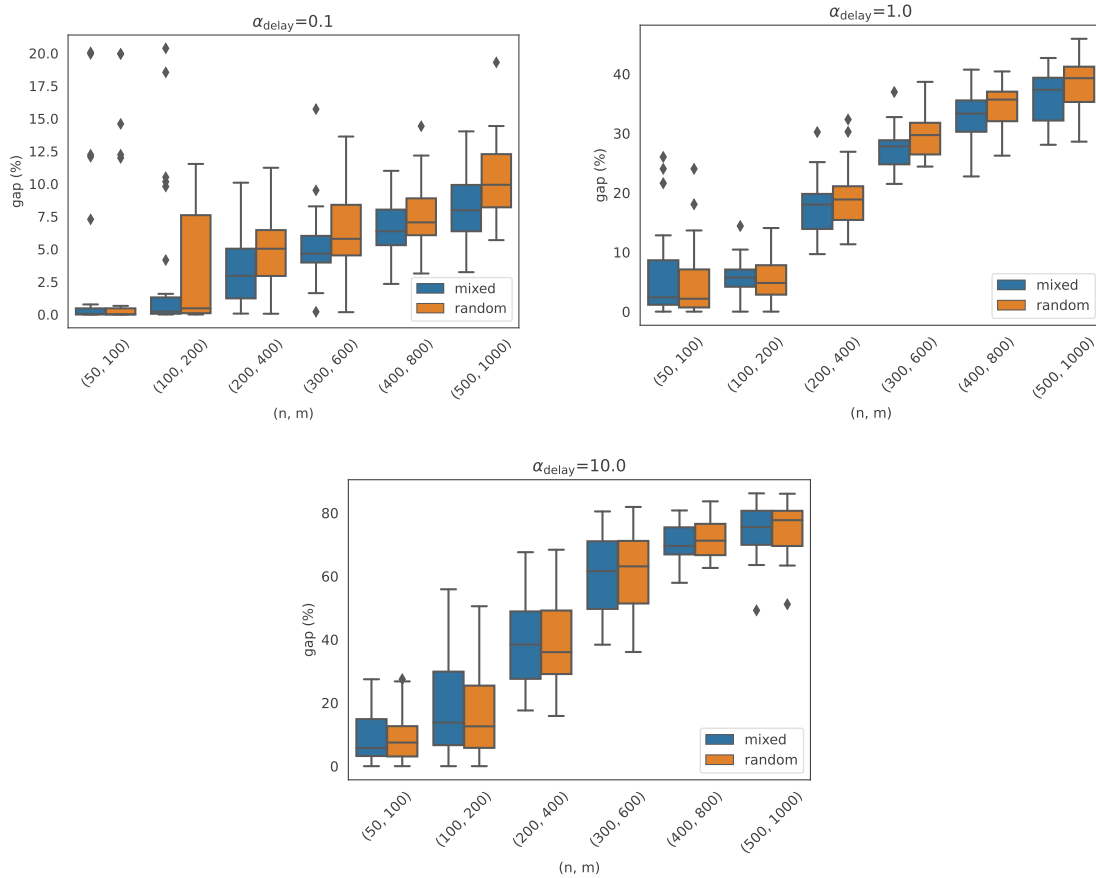 α_delay=0.1
gap (%)
20.0
17.5
15.0
12.5
10.0
7.5
5.0
2.5
0.0
mixed
random
(50, 100)
(100, 200)
(200, 400)
(300, 600)
(400, 800)
(500, 1000)
(n, m)
α_delay=1.0
gap (%)
40
30
20
10
0
mixed
random
(50, 100)
(100, 200)
(200, 400)
(300, 600)
(400, 800)
(500, 1000)
(n, m)
α_delay=10.0
gap (%)
80
60
40
20
0
mixed
random
(50, 100)
(100, 200)
(200, 400)
(300, 600)
(400, 800)
(500, 1000)
(n, m)